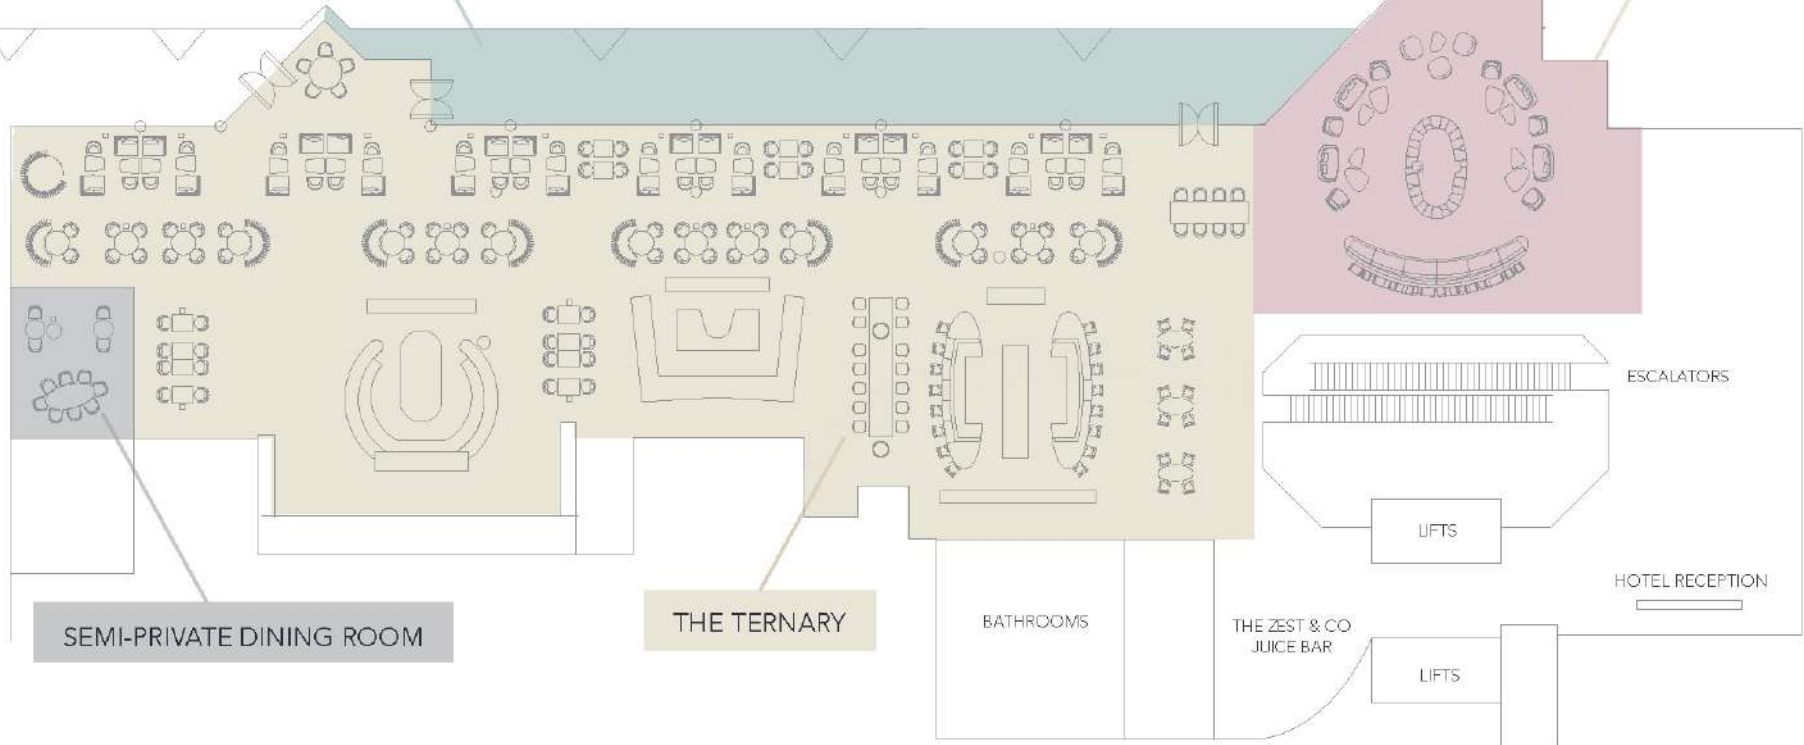 ESCALATORS
LIFTS
HOTEL RECEPTION
SEMI-PRIVATE DINING ROOM
THE TERNARY
BATHROOMS
THE ZEST & CO
JUICE BAR
LIFTS